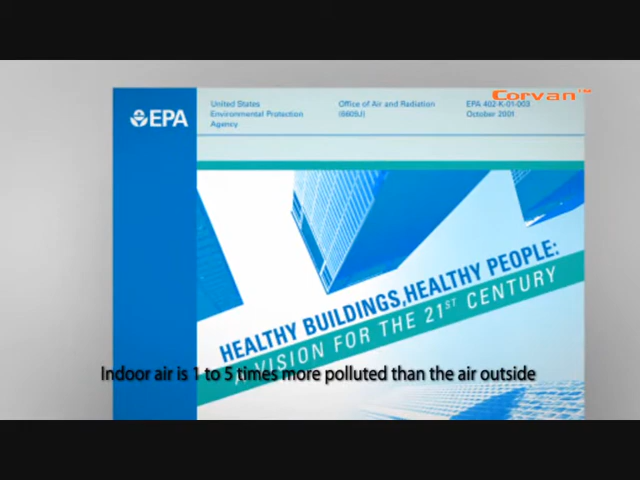 Corvan™
EPA
United States
Environmental Protection
Agency
Office of Air and Radiation
(6609J)
EPA 402-K-01-003
October 2001
HEALTHY BUILDINGS, HEALTHY PEOPLE:
A VISION FOR THE 21ST CENTURY
Indoor air is 1 to 5 times more polluted than the air outside